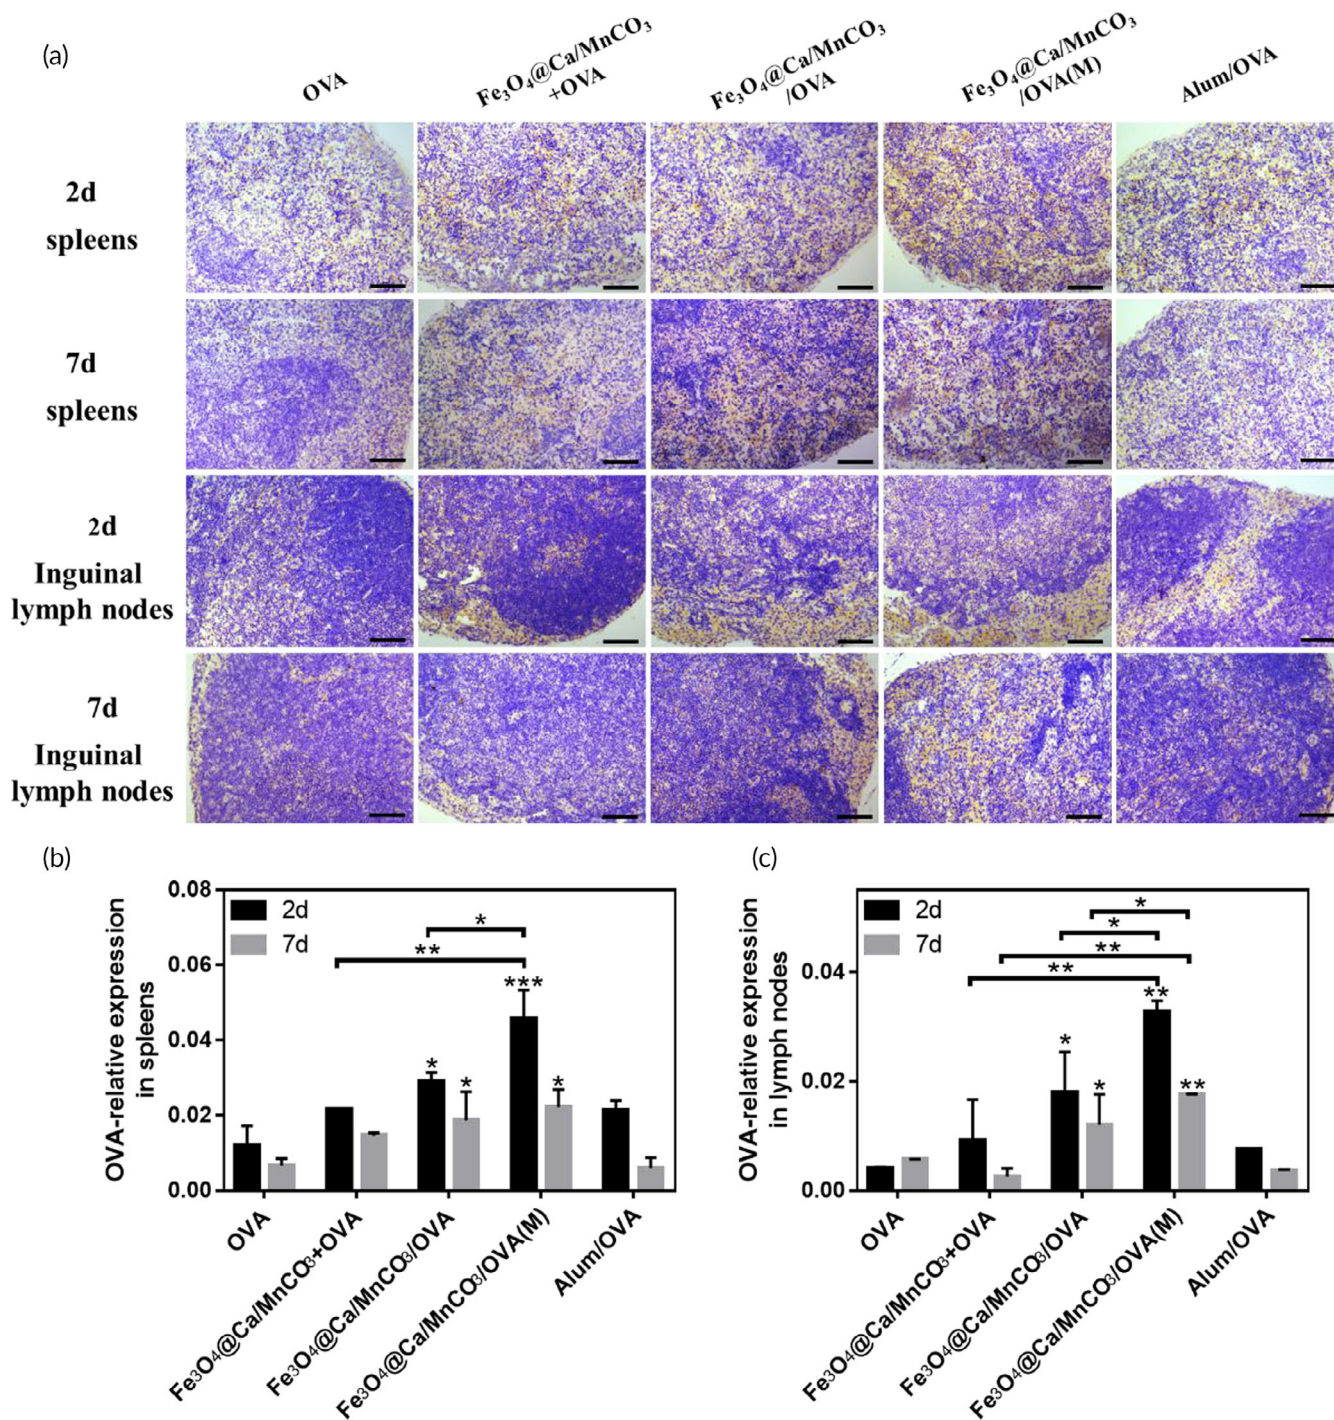 (a)
OVA
Fe₃O₄@Ca/MnCO₃
+OVA
Fe₃O₄@Ca/MnCO₃
/OVA
Fe₃O₄@Ca/MnCO₃
/OVA(M)
Alum/OVA
2d
spleens
7d
spleens
2d
Inguinal
lymph nodes
7d
Inguinal
lymph nodes
(b)
OVA-relative expression
in spleens
0.08
0.06
0.04
0.02
0.00
2d
7d
*
**
***
*
*
*
OVA
Fe₃O₄@Ca/MnCO₃+OVA
Fe₃O₄@Ca/MnCO₃/OVA
Fe₃O₄@Ca/MnCO₃/OVA(M)
Alum/OVA
(c)
OVA-relative expression
in lymph nodes
0.04
0.02
0.00
2d
7d
*
*
**
**
**
*
*
**
OVA
Fe₃O₄@Ca/MnCO₃+OVA
Fe₃O₄@Ca/MnCO₃/OVA
Fe₃O₄@Ca/MnCO₃/OVA(M)
Alum/OVA